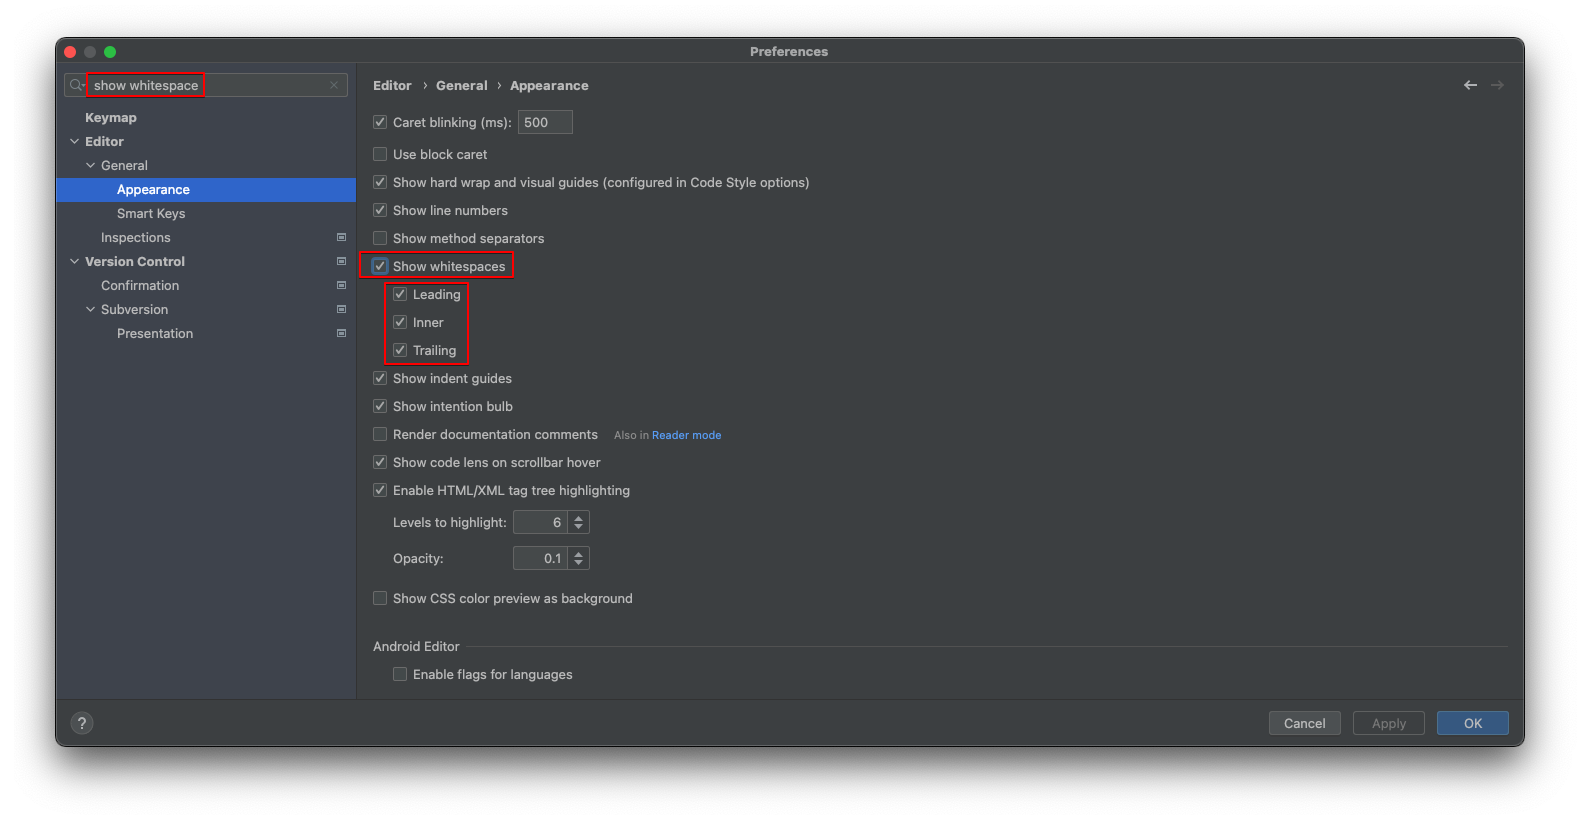 Preferences
show whitespace
Keymap
Editor
General
Appearance
Smart Keys
Inspections
Version Control
Confirmation
Subversion
Presentation
Editor › General › Appearance
Caret blinking (ms): 500
Use block caret
Show hard wrap and visual guides (configured in Code Style options)
Show line numbers
Show method separators
Show whitespaces
Leading
Inner
Trailing
Show indent guides
Show intention bulb
Render documentation comments Also in Reader mode
Show code lens on scrollbar hover
Enable HTML/XML tag tree highlighting
Levels to highlight: 6
Opacity: 0.1
Show CSS color preview as background
Android Editor
Enable flags for languages
? Cancel Apply OK